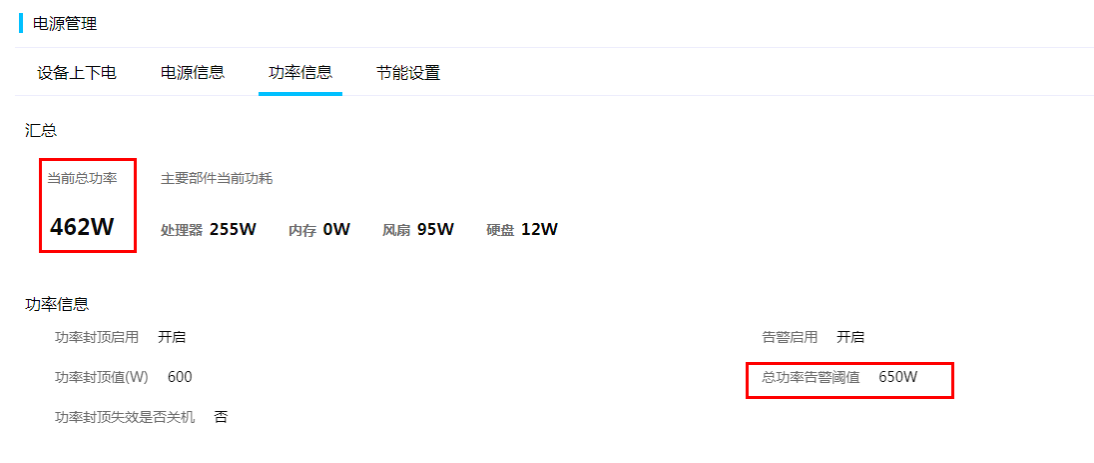 电源管理
设备上下电 电源信息 功率信息 节能设置
汇总
当前总功率 主要部件当前功耗
462W 处理器 255W 内存 0W 风扇 95W 硬盘 12W
功率信息
功率封顶启用 开启 告警启用 开启
功率封顶值(W) 600 总功率告警阈值 650W
功率封顶失效是否关机 否